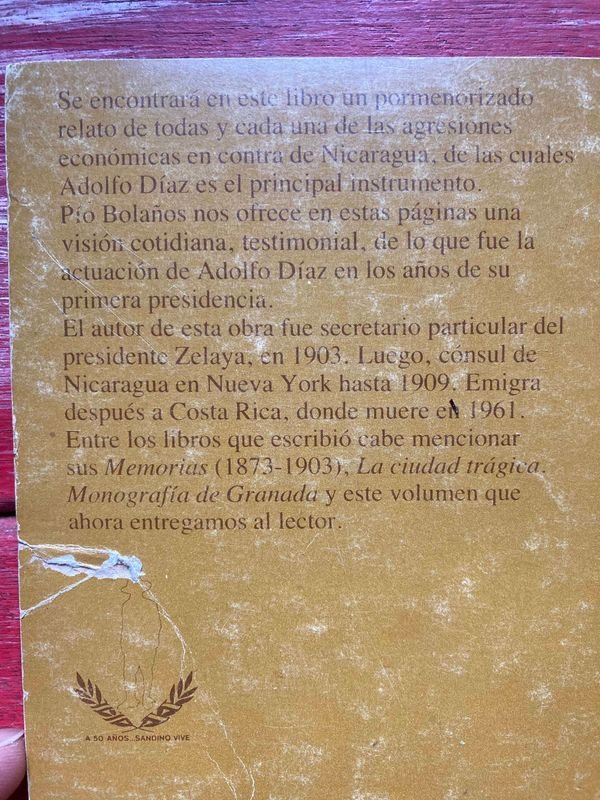 Se encontrará en este libro un pormenorizado
relato de todas y cada una de las agresiones
económicas en contra de Nicaragua, de las cuales
Adolfo Díaz es el principal instrumento.
Pío Bolaños nos ofrece en estas páginas una
visión cotidiana, testimonial, de lo que fue la
actuación de Adolfo Díaz en los años de su
primera presidencia.
El autor de esta obra fue secretario particular del
presidente Zelaya, en 1903. Luego, cónsul de
Nicaragua en Nueva York hasta 1909. Emigra
después a Costa Rica, donde muere en 1961.
Entre los libros que escribió cabe mencionar
sus Memorias (1873-1903), La ciudad trágica.
Monografía de Granada y este volumen que
ahora entregamos al lector.
A 50 AÑOS...SANDINO VIVE